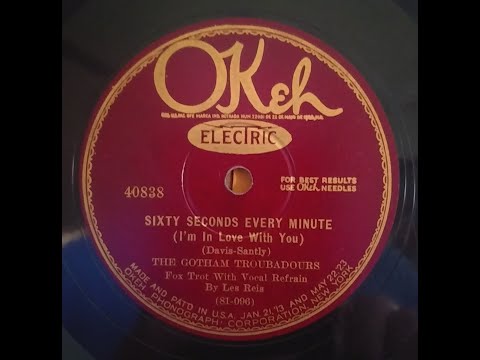 OKeh
ELECTRIC
40838
FOR BEST RESULTS
USE OKeh NEEDLES
SIXTY SECONDS EVERY MINUTE
(I'm In Love With You)
(Davis-Santly)
THE GOTHAM TROUBADOURS
Fox Trot With Vocal Refrain
By Les Reis
(81-096)
MADE AND PAT'D IN U.S.A. JAN. 21,'13 AND MAY 22-23
OKEH PHONOGRAPH CORPORATION NEW YORK